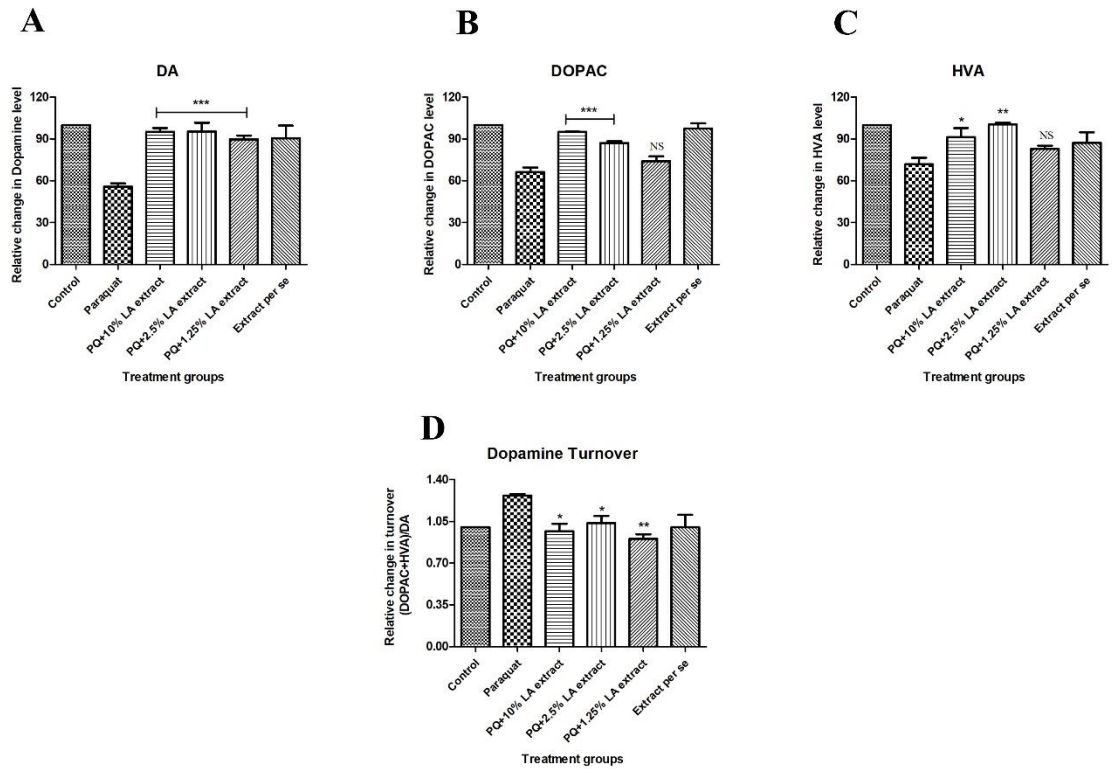 A
DA
Relative change in Dopamine level
120
90
60
30
0
***
Control
Paraquat
PQ+10% LA extract
PQ+2.5% LA extract
PQ+1.25% LA extract
Extract per se
Treatment groups
B
DOPAC
Relative change in DOPAC level
120
90
60
30
0
***
NS
Control
Paraquat
PQ+10% LA extract
PQ+2.5% LA extract
PQ+1.25% LA extract
Extract per se
Treatment groups
C
HVA
Relative change in HVA level
120
90
60
30
0
*
**
NS
Control
Paraquat
PQ+10% LA extract
PQ+2.5% LA extract
PQ+1.25% LA extract
Extract per se
Treatment groups
D
Dopamine Turnover
Relative change in turnover
(DOPAC+HVA)/DA
1.40
1.05
0.70
0.35
0.00
*
*
**
Control
Paraquat
PQ+10% LA extract
PQ+2.5% LA extract
PQ+1.25% LA extract
Extract per se
Treatment groups